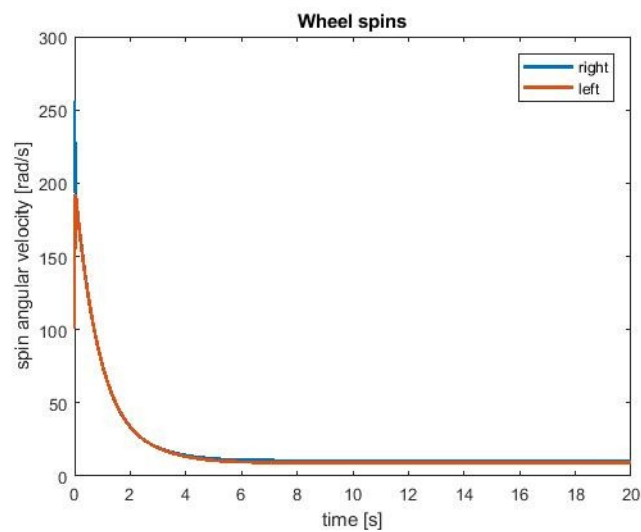 Wheel spins
300
250
200
150
100
50
0
spin angular velocity [rad/s]
right
left
0 2 4 6 8 10 12 14 16 18 20
time [s]